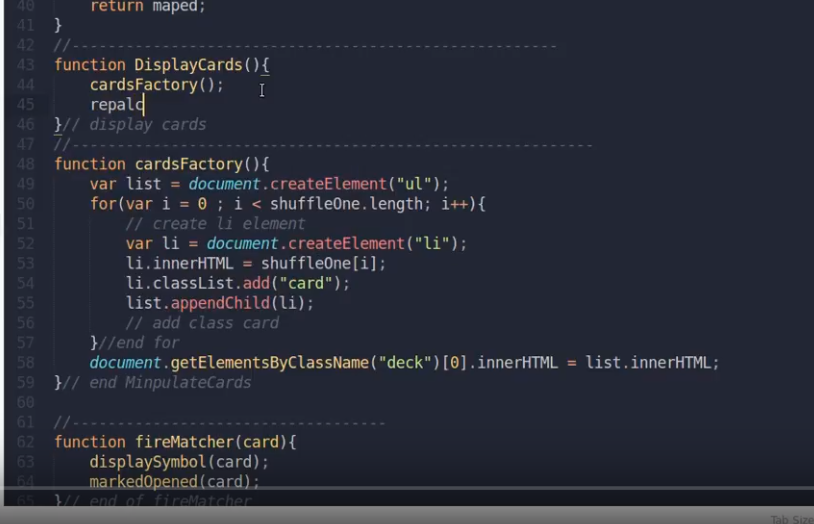 40 return maped;
41 }
42 //------------------------------------------------------
43 function DisplayCards(){
44 cardsFactory();
45 repalc
46 }// display cards
47 //----------------------------------------------------------
48 function cardsFactory(){
49 var list = document.createElement("ul");
50 for(var i = 0 ; i < shuffleOne.length; i++){
51 // create li element
52 var li = document.createElement("li");
53 li.innerHTML = shuffleOne[i];
54 li.classList.add("card");
55 list.appendChild(li);
56 // add class card
57 }//end for
58 document.getElementsByClassName("deck")[0].innerHTML = list.innerHTML;
59 }// end MinpulateCards
60
61 //-----------------------------------
62 function fireMatcher(card){
63 displaySymbol(card);
64 markedOpened(card);
65 }// end of fireMatcher
Tab Size